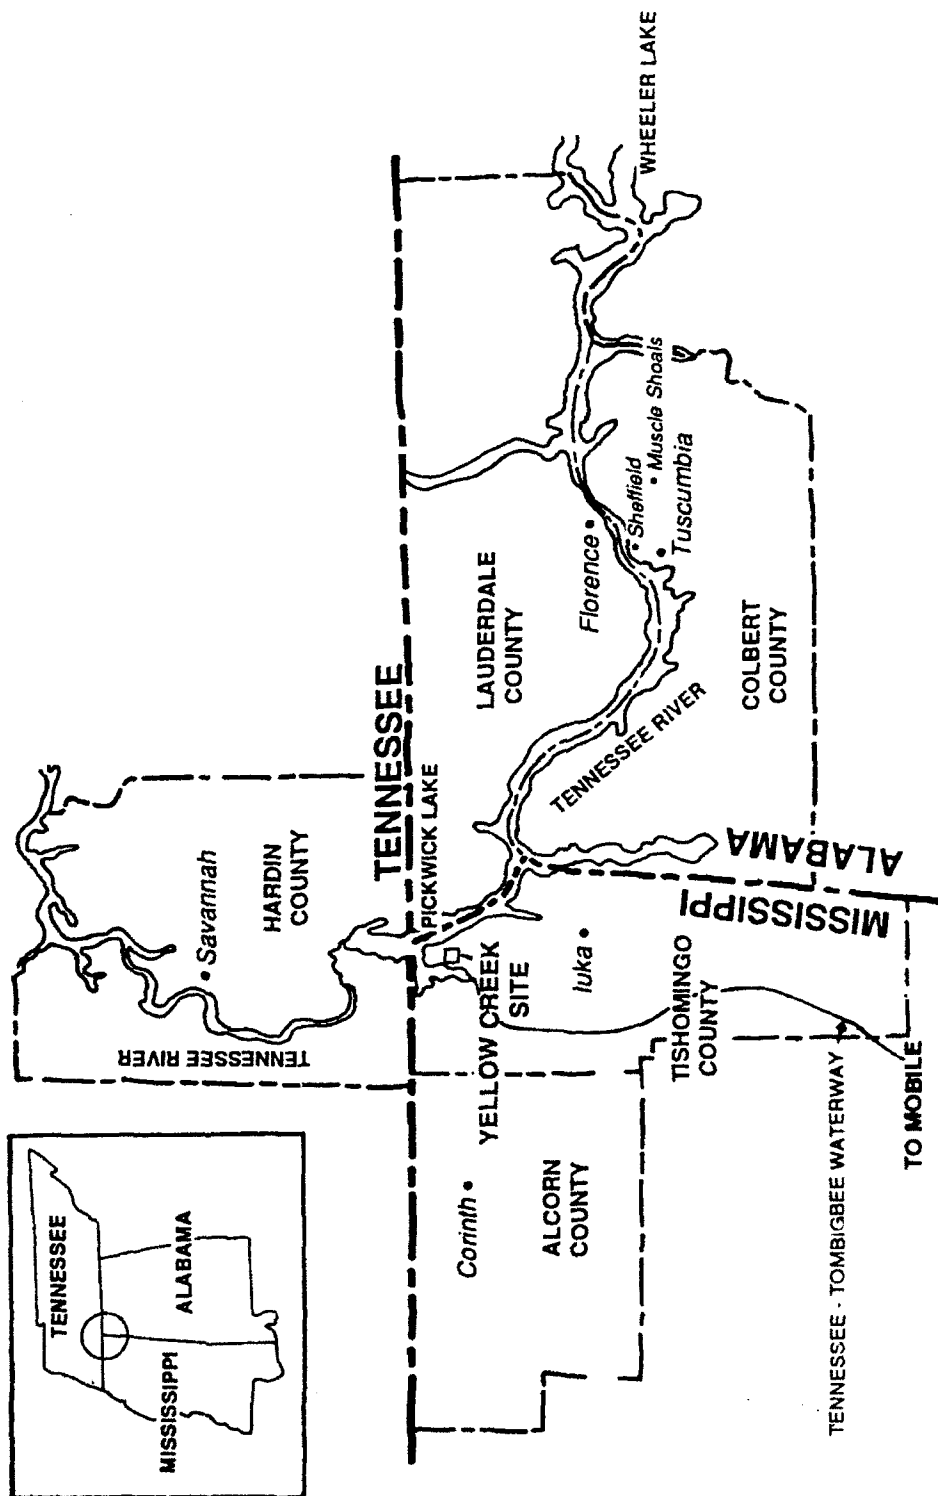 TENNESSEE
MISSISSIPPI
ALABAMA
TENNESSEE RIVER
Savannah
HARDIN
COUNTY
TENNESSEE
PICKWICK LAKE
Corinth
ALCORN
COUNTY
YELLOW CREEK
SITE
Iuka
TISHOMINGO
COUNTY
MISSISSIPPI
ALABAMA
LAUDERDALE
COUNTY
Florence
TENNESSEE RIVER
Sheffield
Muscle Shoals
Tuscumbia
COLBERT
COUNTY
WHEELER LAKE
TENNESSEE - TOMBIGBEE WATERWAY
TO MOBILE